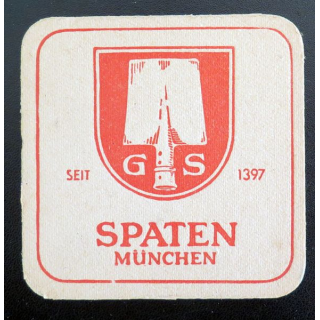 G S
SEIT 1397
SPATEN
MÜNCHEN